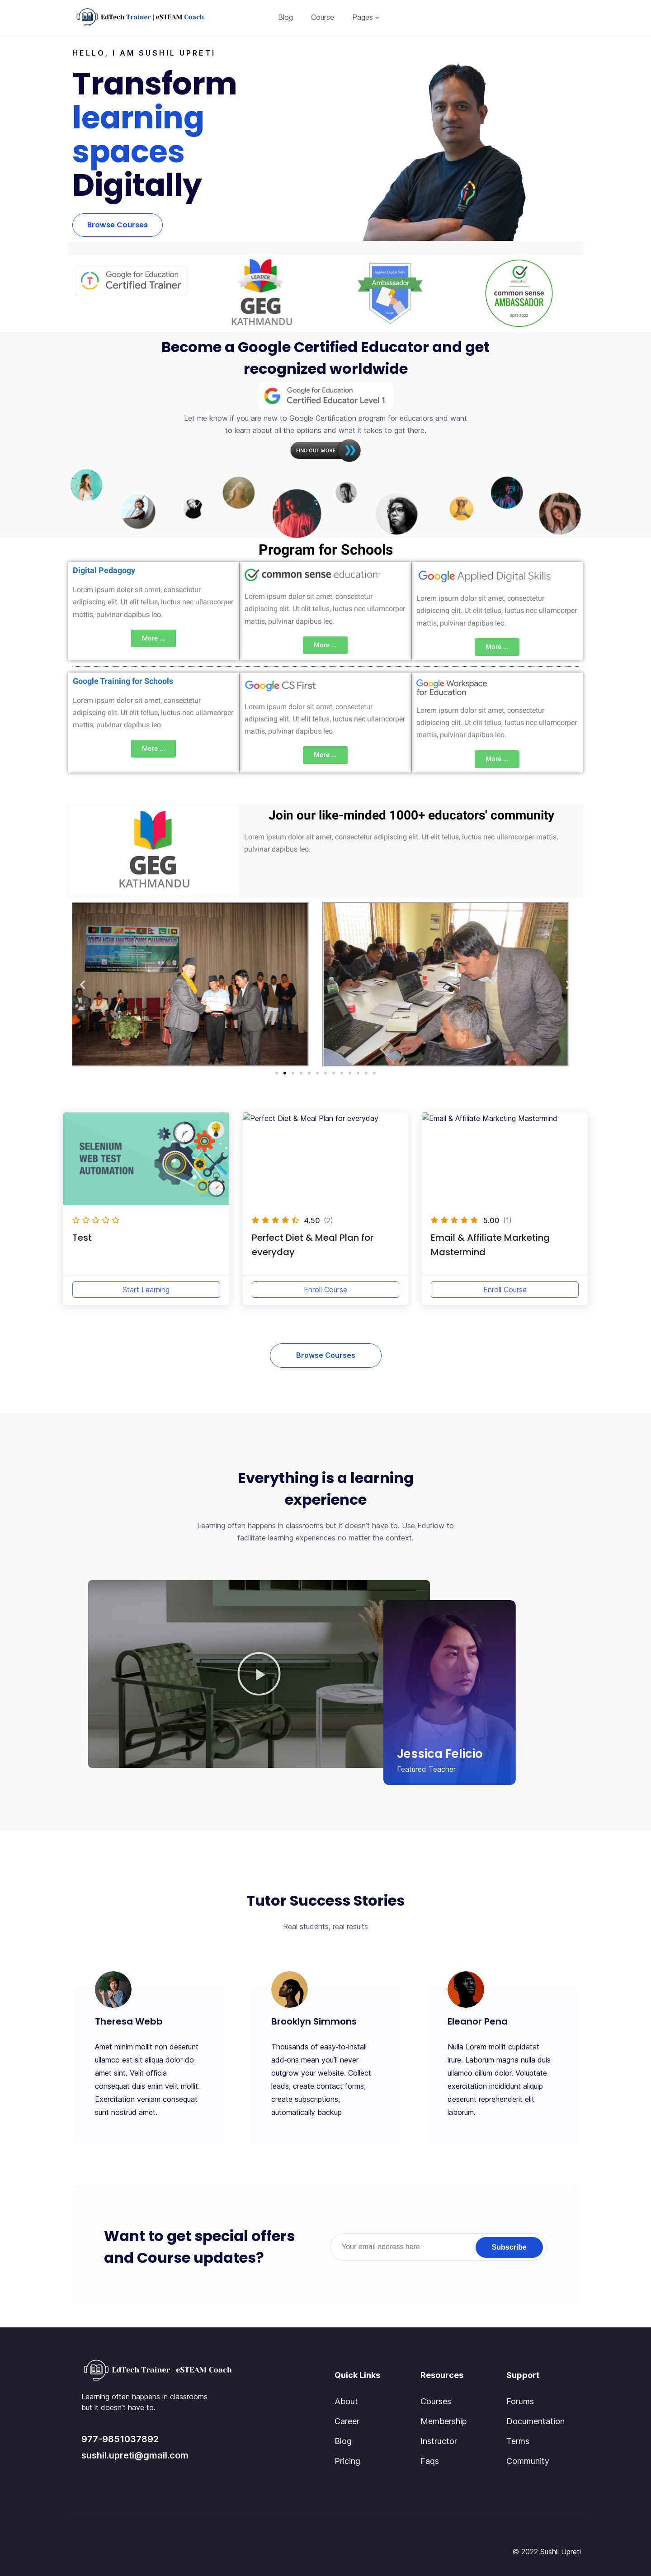 EdTech Trainer | eSTEAM Coach
Blog
Course
Pages
HELLO, I AM SUSHIL UPRETI
Transform
learning
spaces
Digitally
Browse Courses
Google for Education
Certified Trainer
LEADER
GEG
KATHMANDU
Applied Digital Skills
Ambassador
education
common sense
AMBASSADOR
2021-2022
Become a Google Certified Educator and get
recognized worldwide
Google for Education
Certified Educator Level 1
Let me know if you are new to Google Certification program for educators and want
to learn about all the options and what it takes to get there.
FIND OUT MORE
Program for Schools
Digital Pedagogy
Lorem ipsum dolor sit amet, consectetur
adipiscing elit. Ut elit tellus, luctus nec ullamcorper
mattis, pulvinar dapibus leo.
More ...
common sense education
Lorem ipsum dolor sit amet, consectetur
adipiscing elit. Ut elit tellus, luctus nec ullamcorper
mattis, pulvinar dapibus leo.
More ...
Google Applied Digital Skills
Lorem ipsum dolor sit amet, consectetur
adipiscing elit. Ut elit tellus, luctus nec ullamcorper
mattis, pulvinar dapibus leo.
More ...
Google Training for Schools
Lorem ipsum dolor sit amet, consectetur
adipiscing elit. Ut elit tellus, luctus nec ullamcorper
mattis, pulvinar dapibus leo.
More ...
Google CS First
Lorem ipsum dolor sit amet, consectetur
adipiscing elit. Ut elit tellus, luctus nec ullamcorper
mattis, pulvinar dapibus leo.
More ...
Google Workspace
for Education
Lorem ipsum dolor sit amet, consectetur
adipiscing elit. Ut elit tellus, luctus nec ullamcorper
mattis, pulvinar dapibus leo.
More ...
GEG
KATHMANDU
Join our like-minded 1000+ educators' community
Lorem ipsum dolor sit amet, consectetur adipiscing elit. Ut elit tellus, luctus nec ullamcorper mattis,
pulvinar dapibus leo.
SELENIUM
WEB TEST
AUTOMATION
Test
Start Learning
Perfect Diet & Meal Plan for everyday
4.50 (2)
Perfect Diet & Meal Plan for
everyday
Enroll Course
Email & Affiliate Marketing Mastermind
5.00 (1)
Email & Affiliate Marketing
Mastermind
Enroll Course
Browse Courses
Everything is a learning
experience
Learning often happens in classrooms but it doesn't have to. Use Eduflow to
facilitate learning experiences no matter the context.
Jessica Felicio
Featured Teacher
Tutor Success Stories
Real students, real results
Theresa Webb
Amet minim mollit non deserunt
ullamco est sit aliqua dolor do
amet sint. Velit officia
consequat duis enim velit mollit.
Exercitation veniam consequat
sunt nostrud amet.
Brooklyn Simmons
Thousands of easy-to-install
add-ons mean you'll never
outgrow your website. Collect
leads, create contact forms,
create subscriptions,
automatically backup
Eleanor Pena
Nulla Lorem mollit cupidatat
irure. Laborum magna nulla duis
ullamco cillum dolor. Voluptate
exercitation incididunt aliquip
deserunt reprehenderit elit
laborum.
Want to get special offers
and Course updates?
Your email address here
Subscribe
EdTech Trainer | eSTEAM Coach
Learning often happens in classrooms
but it doesn't have to.
977-9851037892
sushil.upreti@gmail.com
Quick Links
About
Career
Blog
Pricing
Resources
Courses
Membership
Instructor
Faqs
Support
Forums
Documentation
Terms
Community
© 2022 Sushil Upreti